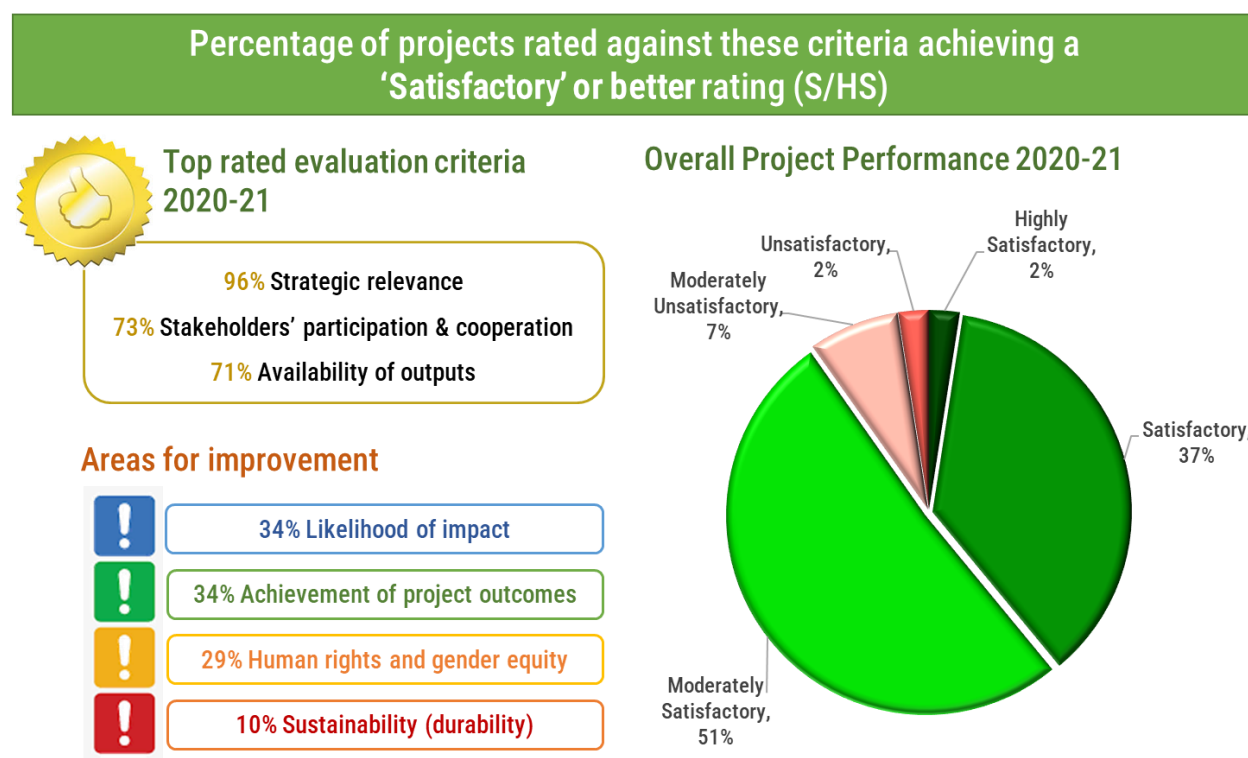 Percentage of projects rated against these criteria achieving a
‘Satisfactory’ or better rating (S/HS)
Top rated evaluation criteria
2020-21
96% Strategic relevance
73% Stakeholders’ participation & cooperation
71% Availability of outputs
Areas for improvement
34% Likelihood of impact
34% Achievement of project outcomes
29% Human rights and gender equity
10% Sustainability (durability)
Overall Project Performance 2020-21
Highly
Satisfactory,
2%
Unsatisfactory,
2%
Moderately
Unsatisfactory,
7%
Satisfactory,
37%
Moderately
Satisfactory,
51%